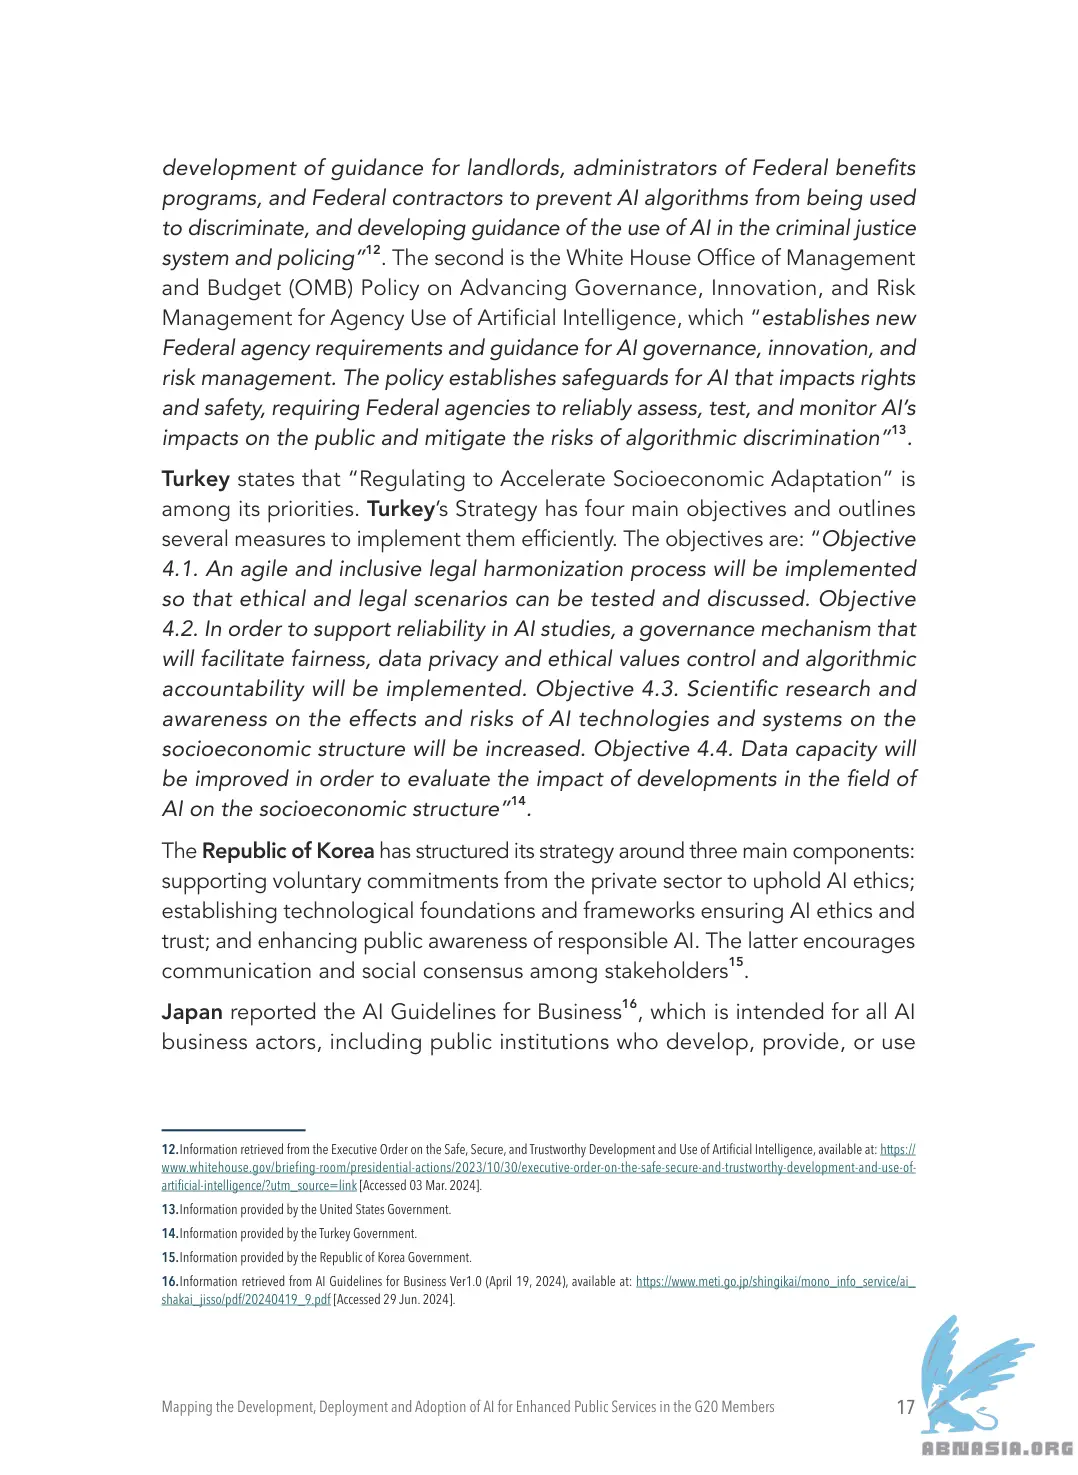 development of guidance for landlords, administrators of Federal benefits
programs, and Federal contractors to prevent AI algorithms from being used
to discriminate, and developing guidance of the use of AI in the criminal justice
system and policing”12. The second is the White House Office of Management
and Budget (OMB) Policy on Advancing Governance, Innovation, and Risk
Management for Agency Use of Artificial Intelligence, which “establishes new
Federal agency requirements and guidance for AI governance, innovation, and
risk management. The policy establishes safeguards for AI that impacts rights
and safety, requiring Federal agencies to reliably assess, test, and monitor AI’s
impacts on the public and mitigate the risks of algorithmic discrimination”13.
Turkey states that “Regulating to Accelerate Socioeconomic Adaptation” is
among its priorities. Turkey’s Strategy has four main objectives and outlines
several measures to implement them efficiently. The objectives are: “Objective
4.1. An agile and inclusive legal harmonization process will be implemented
so that ethical and legal scenarios can be tested and discussed. Objective
4.2. In order to support reliability in AI studies, a governance mechanism that
will facilitate fairness, data privacy and ethical values control and algorithmic
accountability will be implemented. Objective 4.3. Scientific research and
awareness on the effects and risks of AI technologies and systems on the
socioeconomic structure will be increased. Objective 4.4. Data capacity will
be improved in order to evaluate the impact of developments in the field of
AI on the socioeconomic structure”14.
The Republic of Korea has structured its strategy around three main components:
supporting voluntary commitments from the private sector to uphold AI ethics;
establishing technological foundations and frameworks ensuring AI ethics and
trust; and enhancing public awareness of responsible AI. The latter encourages
communication and social consensus among stakeholders15.
Japan reported the AI Guidelines for Business16, which is intended for all AI
business actors, including public institutions who develop, provide, or use
12.Information retrieved from the Executive Order on the Safe, Secure, and Trustworthy Development and Use of Artificial Intelligence, available at: https://
www.whitehouse.gov/briefing-room/presidential-actions/2023/10/30/executive-order-on-the-safe-secure-and-trustworthy-development-and-use-of-
artificial-intelligence/?utm_source=link [Accessed 03 Mar. 2024].
13.Information provided by the United States Government.
14.Information provided by the Turkey Government.
15.Information provided by the Republic of Korea Government.
16.Information retrieved from AI Guidelines for Business Ver1.0 (April 19, 2024), available at: https://www.meti.go.jp/shingikai/mono_info_service/ai_
shakai_jisso/pdf/20240419_9.pdf [Accessed 29 Jun. 2024].
Mapping the Development, Deployment and Adoption of AI for Enhanced Public Services in the G20 Members 17
ABNASIA.ORG